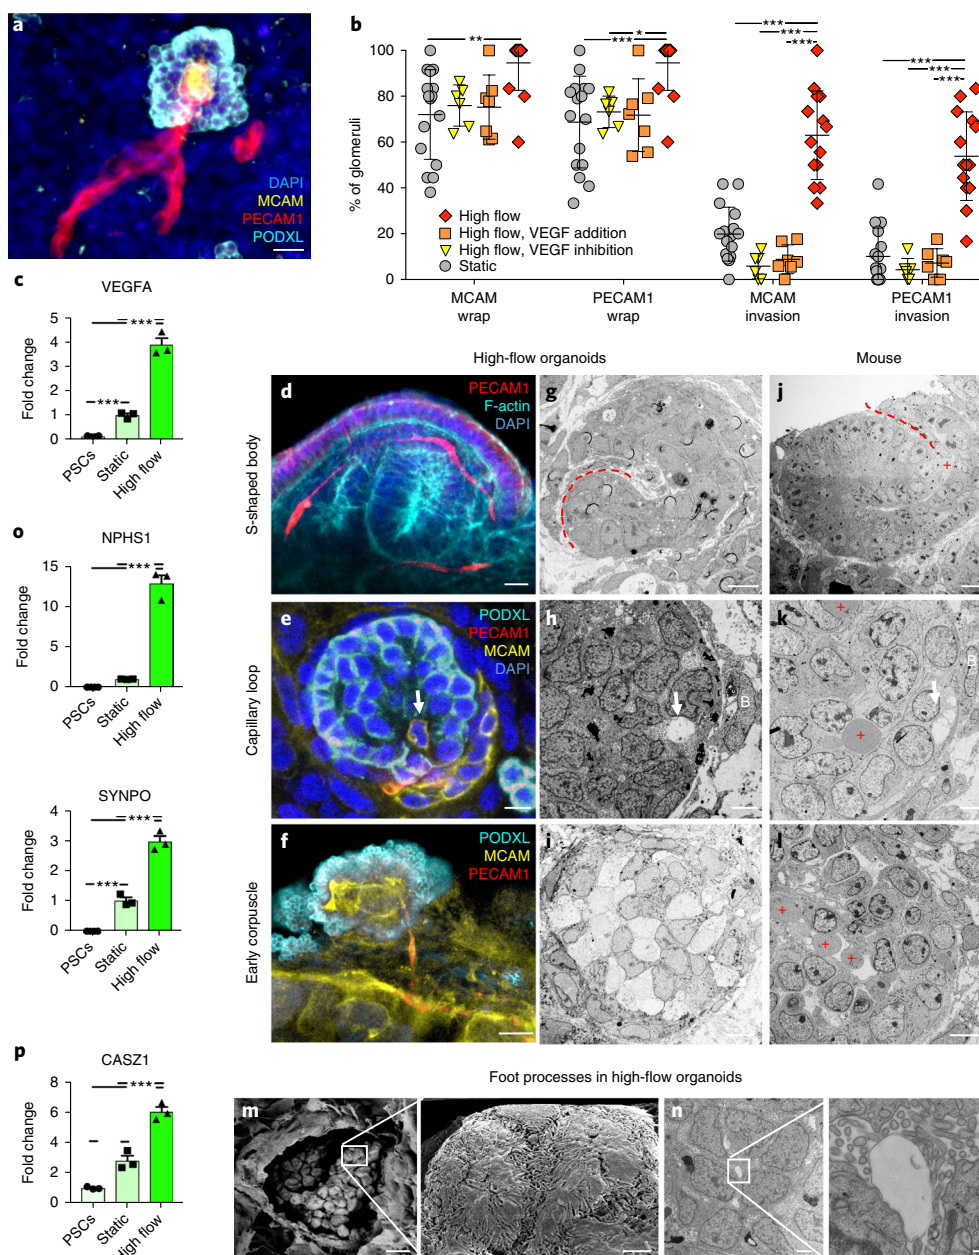 a
DAPI
MCAM
PECAM1
PODXL
b
% of glomeruli
100
80
60
40
20
0
**
***
*
***
***
***
***
***
***
High flow
High flow, VEGF addition
High flow, VEGF inhibition
Static
MCAM wrap
PECAM1 wrap
MCAM invasion
PECAM1 invasion
c
VEGFA
Fold change
5
4
3
2
1
0
***
***
PSCs
Static
High flow
High-flow organoids
Mouse
S-shaped body
d
PECAM1
F-actin
DAPI
g
j
+
o
NPHS1
Fold change
15
10
5
0
***
PSCs
Static
High flow
Capillary loop
e
PODXL
PECAM1
MCAM
DAPI
h
B
k
+
B
+
SYNPO
Fold change
4
3
2
1
0
***
***
PSCs
Static
High flow
Early corpuscle
f
PODXL
MCAM
PECAM1
i
l
+
+
+
p
CASZ1
Fold change
8
6
4
2
0
***
PSCs
Static
High flow
Foot processes in high-flow organoids
m
n